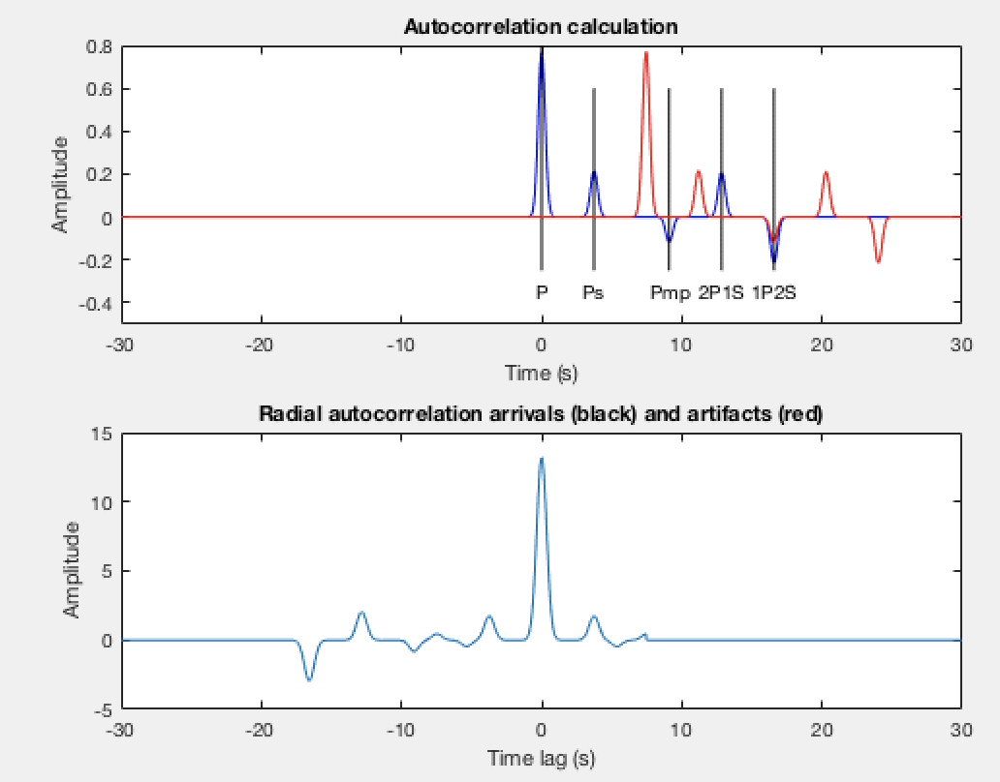 Autocorrelation calculation
0.8
0.6
0.4
0.2
0
-0.2
-0.4
Amplitude
P Ps Pmp 2P1S 1P2S
-30 -20 -10 0 10 20 30
Time (s)
Radial autocorrelation arrivals (black) and artifacts (red)
15
10
5
0
-5
Amplitude
-30 -20 -10 0 10 20 30
Time lag (s)